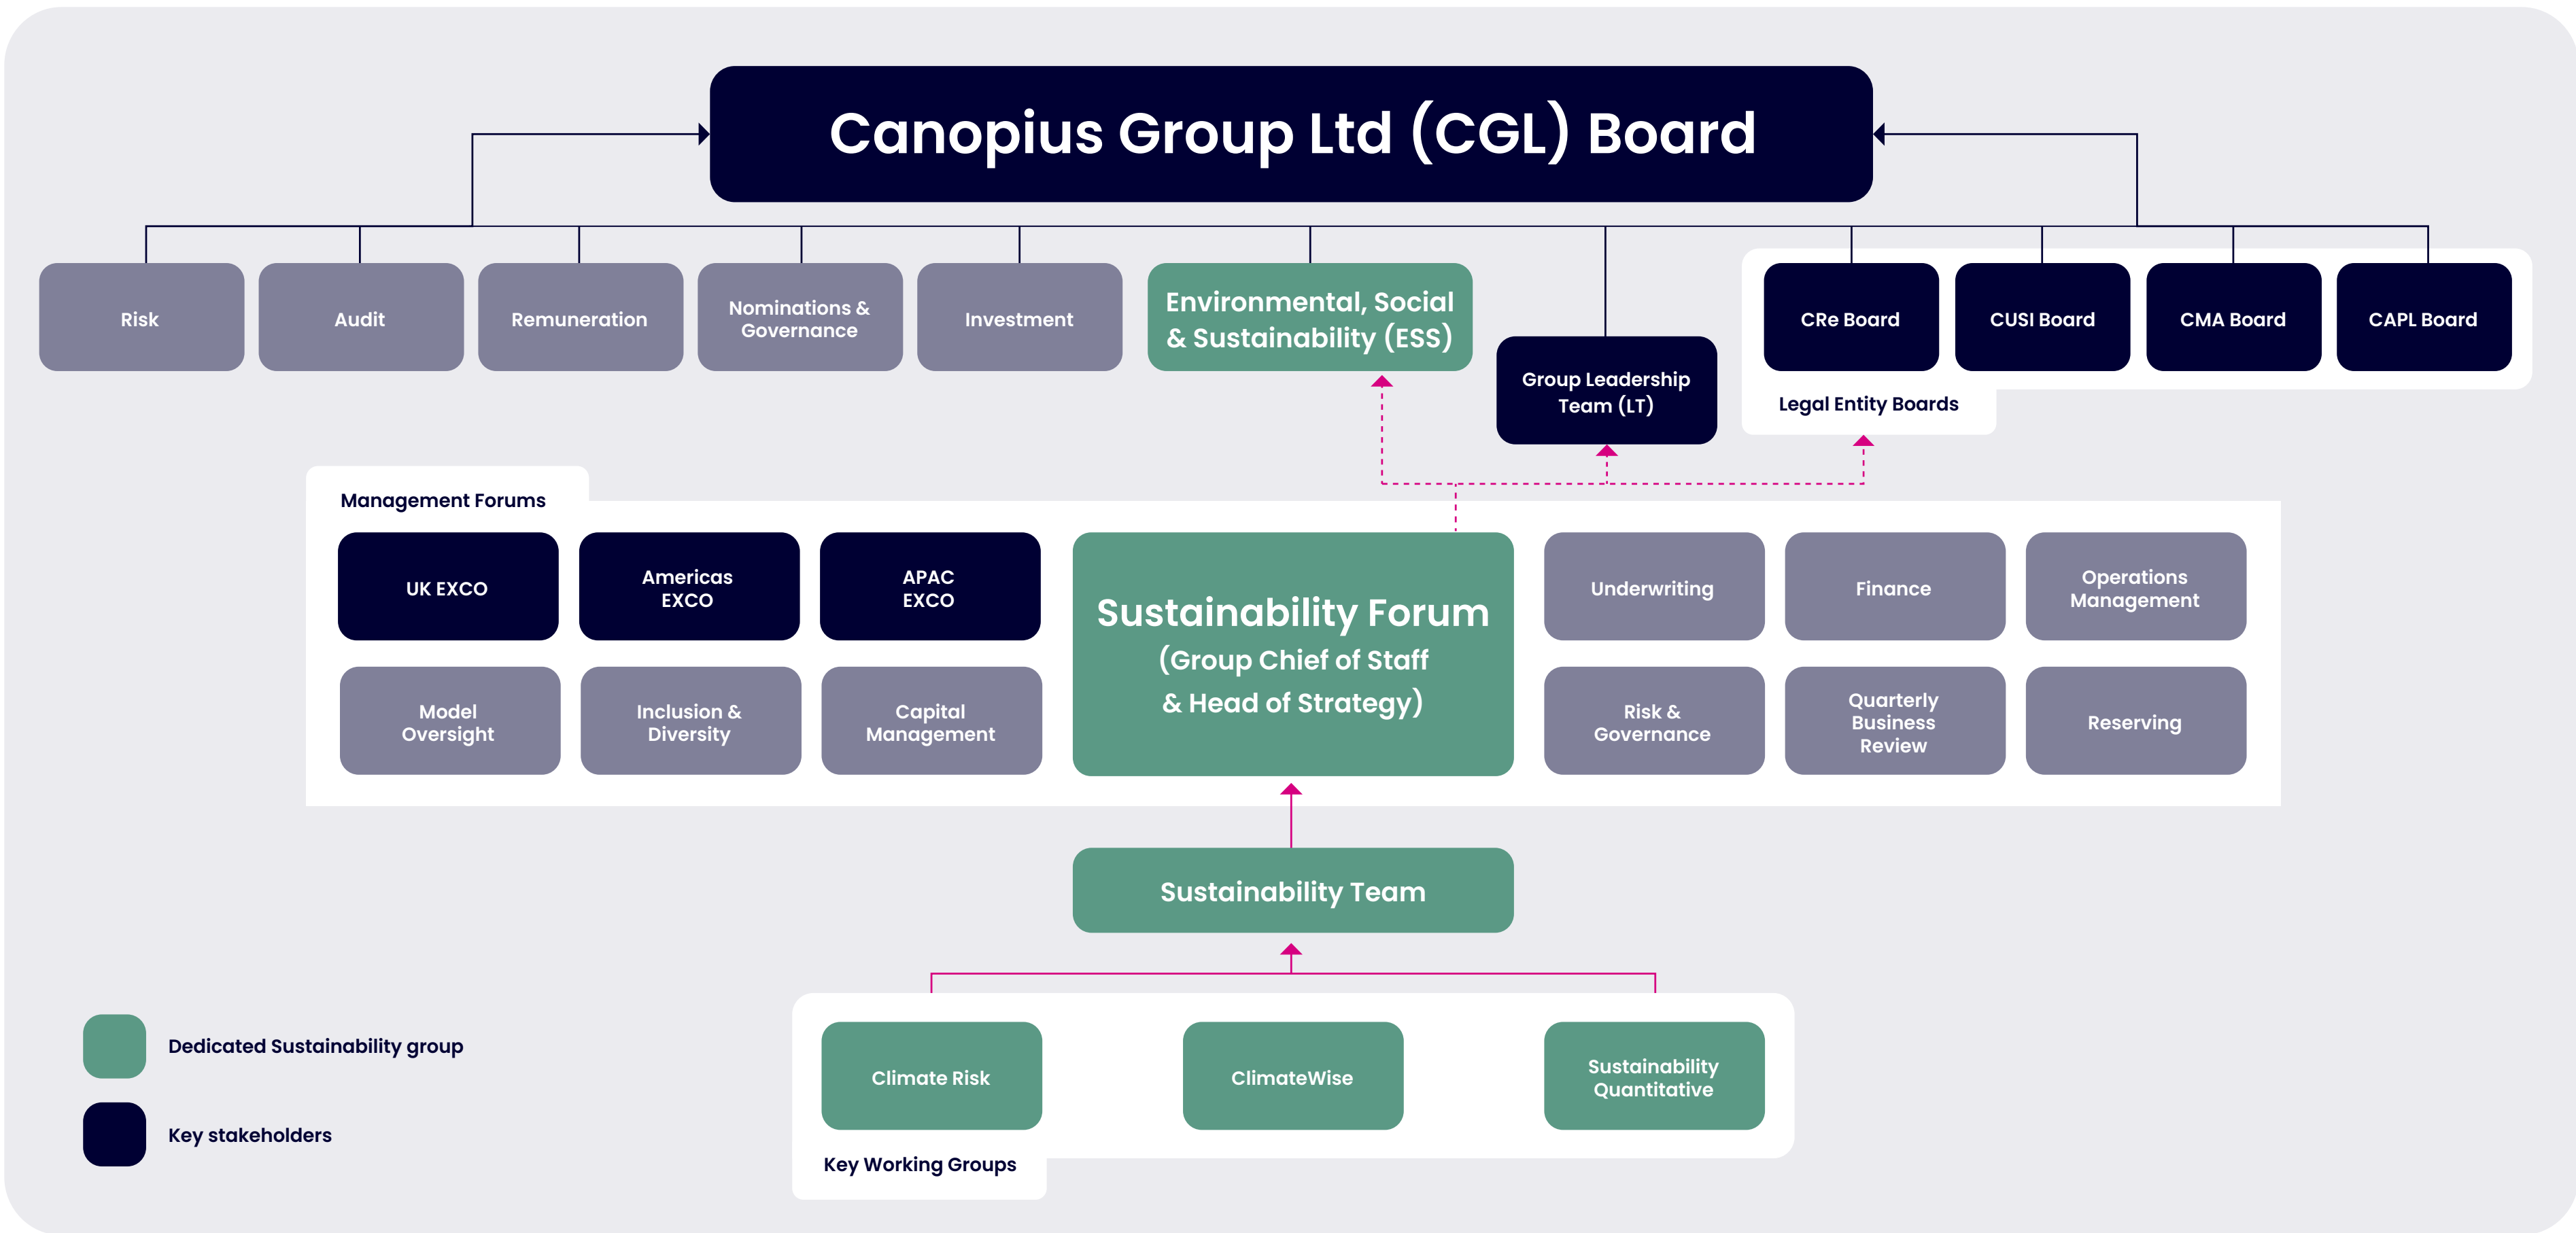 Canopius Group Ltd (CGL) Board
Risk
Audit
Remuneration
Nominations &
Governance
Investment
Environmental, Social
& Sustainability (ESS)
Group Leadership
Team (LT)
CRe Board
CUSI Board
CMA Board
CAPL Board
Legal Entity Boards
Management Forums
UK EXCO
Americas
EXCO
APAC
EXCO
Model
Oversight
Inclusion &
Diversity
Capital
Management
Sustainability Forum
(Group Chief of Staff
& Head of Strategy)
Underwriting
Finance
Operations
Management
Risk &
Governance
Quarterly
Business
Review
Reserving
Sustainability Team
Climate Risk
ClimateWise
Sustainability
Quantitative
Key Working Groups
Dedicated Sustainability group
Key stakeholders